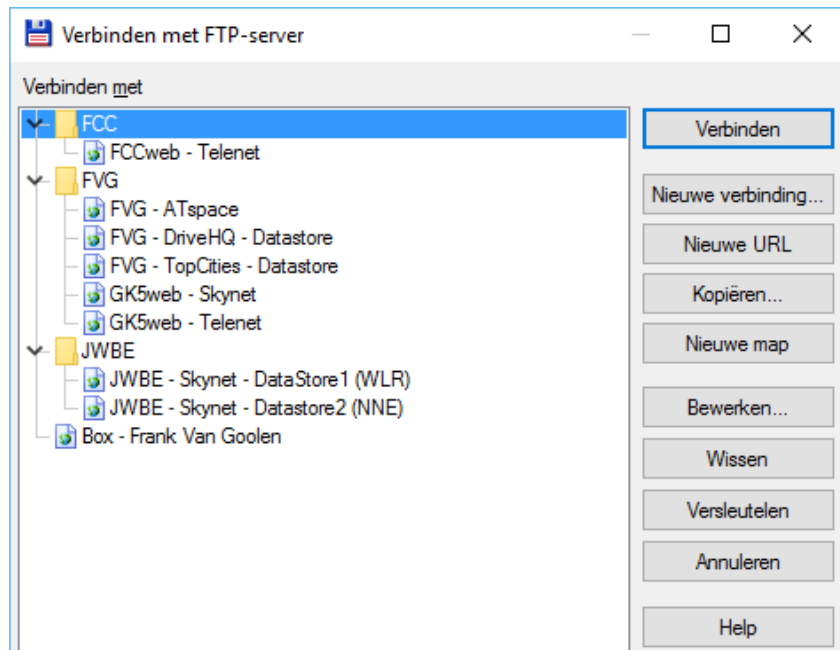 Verbinden met FTP-server
Verbinden met
FCC
FCCweb - Telenet
FVG
FVG - ATspace
FVG - DriveHQ - Datastore
FVG - TopCities - Datastore
GK5web - Skynet
GK5web - Telenet
JWBE
JWBE - Skynet - DataStore1 (WLR)
JWBE - Skynet - Datastore2 (NNE)
Box - Frank Van Goolen
Verbinden
Nieuwe verbinding...
Nieuwe URL
Kopiëren...
Nieuwe map
Bewerken...
Wissen
Versleutelen
Annuleren
Help